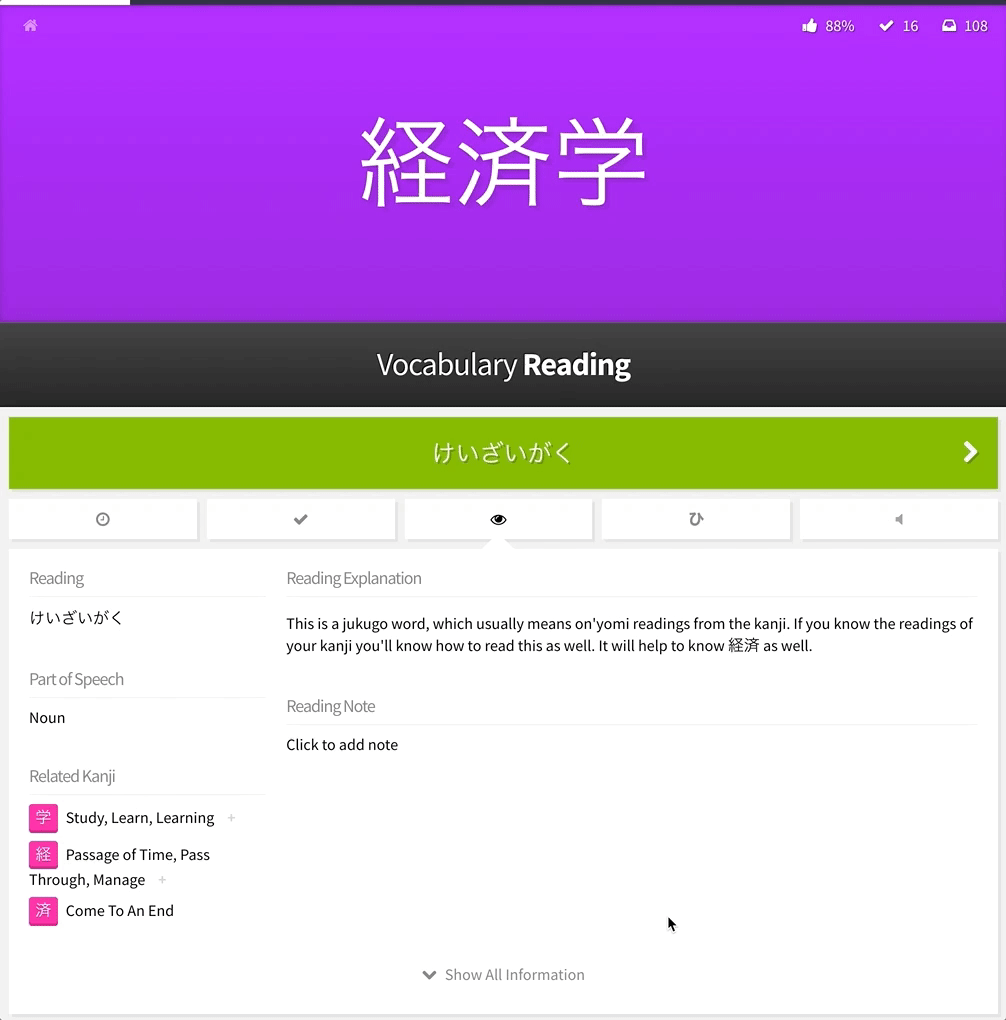 88% 16 108
経済学
Vocabulary Reading
けいざいがく
ひ
Reading
けいざいがく
Part of Speech
Noun
Related Kanji
学 Study, Learn, Learning +
経 Passage of Time, Pass
Through, Manage +
済 Come To An End
Reading Explanation
This is a jukugo word, which usually means on'yomi readings from the kanji. If you know the readings of
your kanji you'll know how to read this as well. It will help to know 経済 as well.
Reading Note
Click to add note
Show All Information